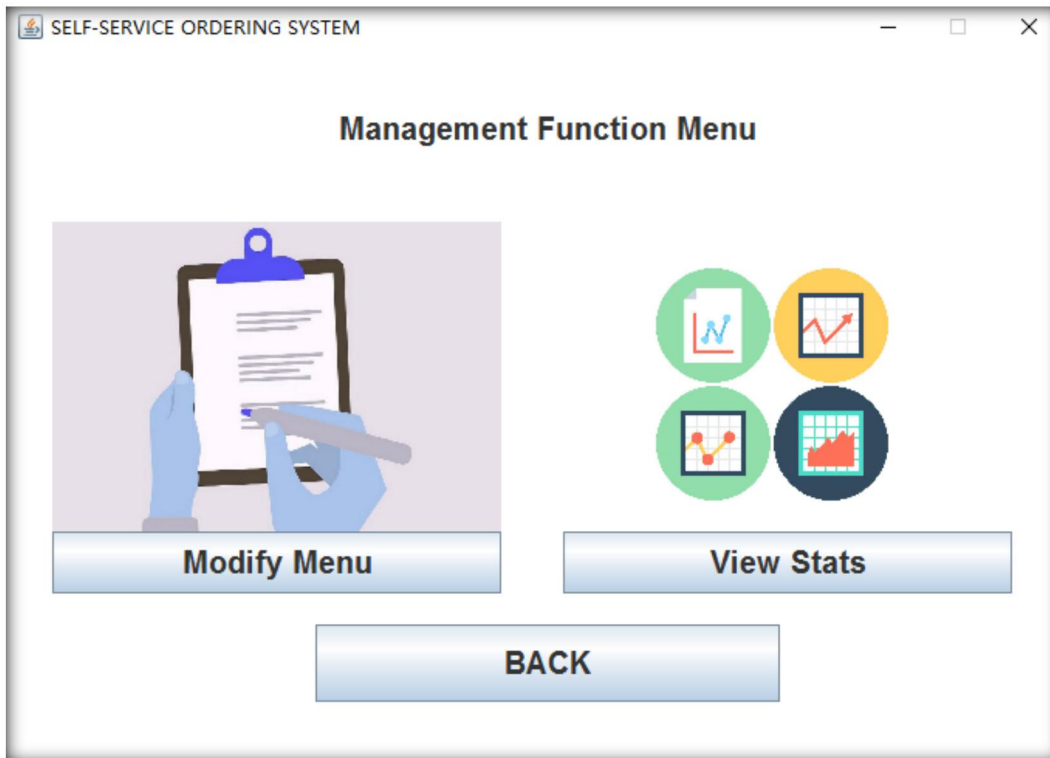 SELF-SERVICE ORDERING SYSTEM
Management Function Menu
Modify Menu
View Stats
BACK